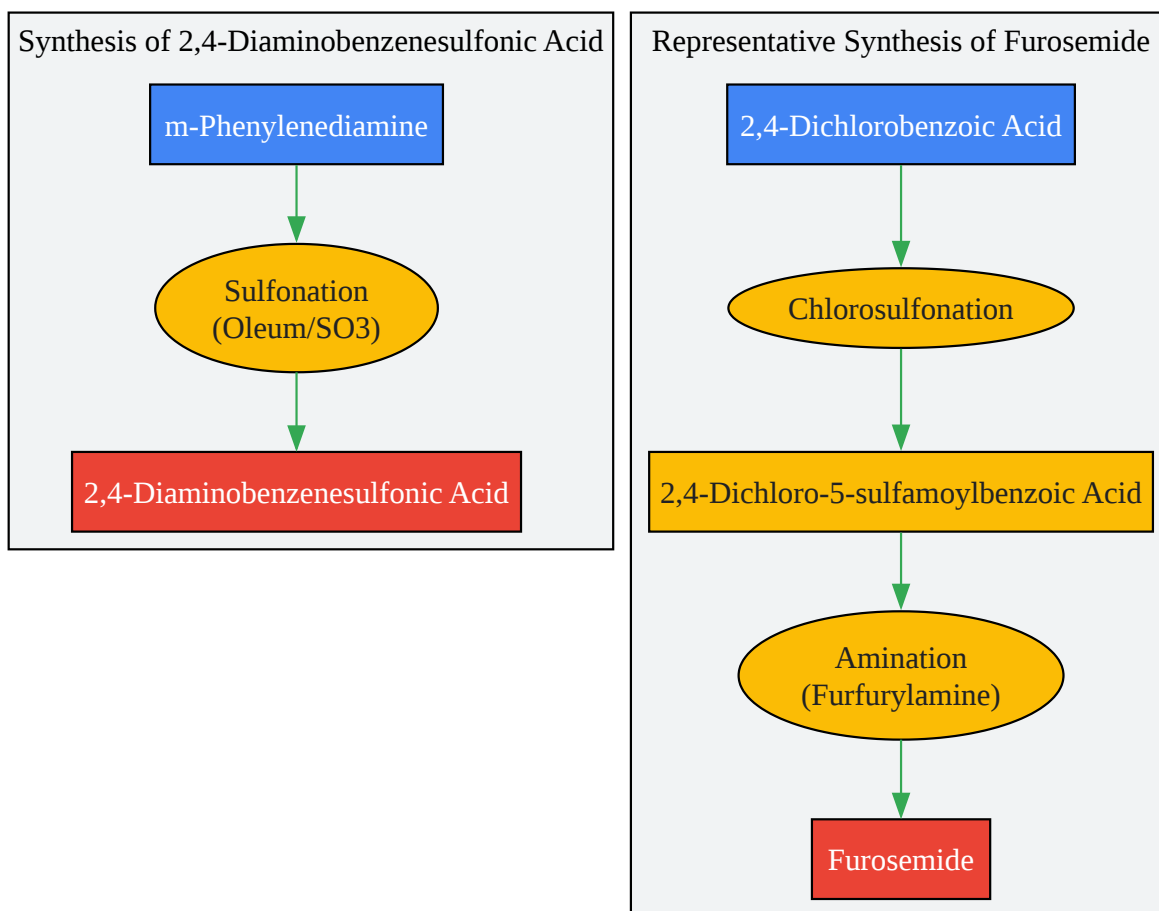 Synthesis of 2,4-Diaminobenzenesulfonic Acid
m-Phenylenediamine
Sulfonation
(Oleum/SO3)
2,4-Diaminobenzenesulfonic Acid
Representative Synthesis of Furosemide
2,4-Dichlorobenzoic Acid
Chlorosulfonation
2,4-Dichloro-5-sulfamoylbenzoic Acid
Amination
(Furfurylamine)
Furosemide